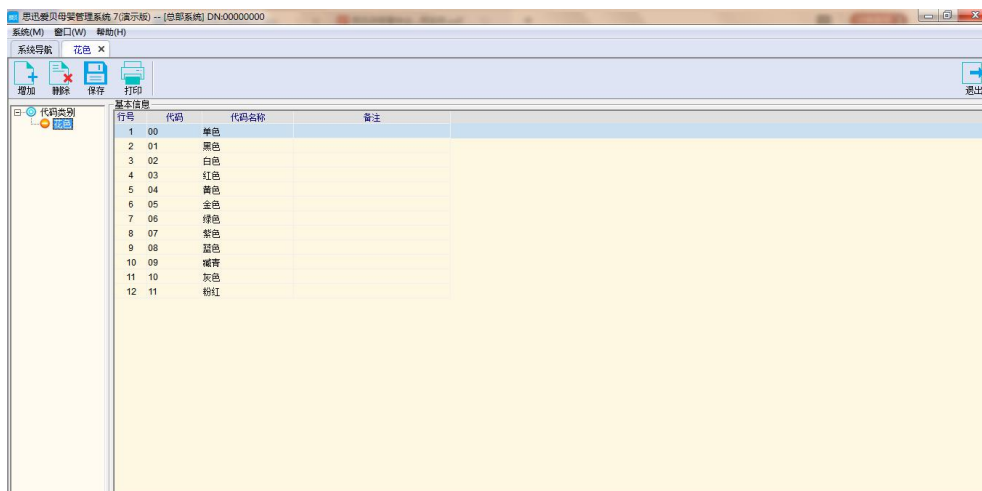 思迅爱贝母婴管理系统 7(演示版) -- [总部系统] DN:00000000
系统(M) 窗口(W) 帮助(H)
系统导航 花色 ×
增加 删除 保存 打印 退出
代码类别
花色
基本信息
行号 代码 代码名称 备注
1 00 单色
2 01 黑色
3 02 白色
4 03 红色
5 04 黄色
6 05 金色
7 06 绿色
8 07 紫色
9 08 蓝色
10 09 藏青
11 10 灰色
12 11 粉红